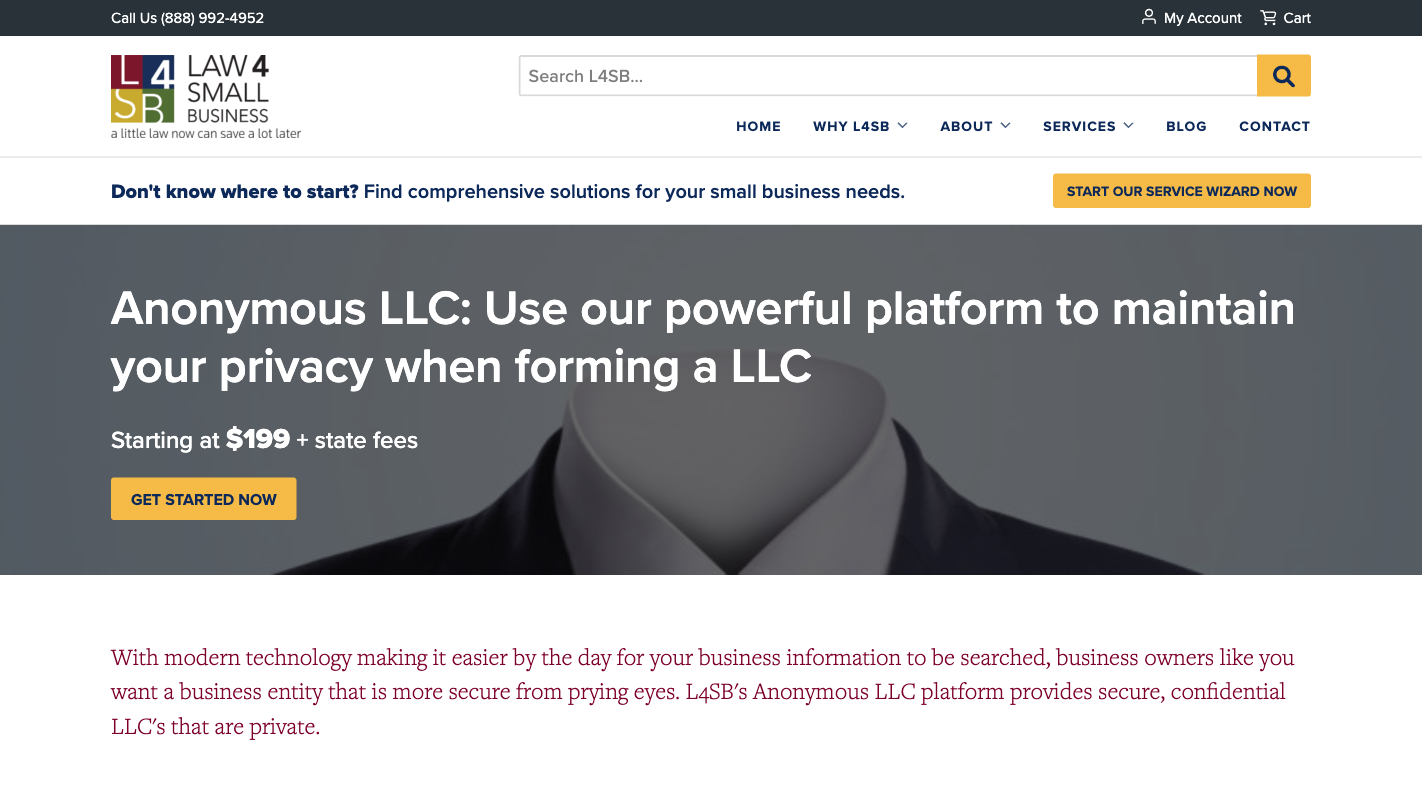 Call Us (888) 992-4952
My Account
Cart
L4
SB
LAW 4
SMALL
BUSINESS
a little law now can save a lot later
Search L4SB...
HOME
WHY L4SB
ABOUT
SERVICES
BLOG
CONTACT
Don't know where to start? Find comprehensive solutions for your small business needs.
START OUR SERVICE WIZARD NOW
Anonymous LLC: Use our powerful platform to maintain
your privacy when forming a LLC
Starting at $199 + state fees
GET STARTED NOW
With modern technology making it easier by the day for your business information to be searched, business owners like you
want a business entity that is more secure from prying eyes. L4SB's Anonymous LLC platform provides secure, confidential
LLC's that are private.